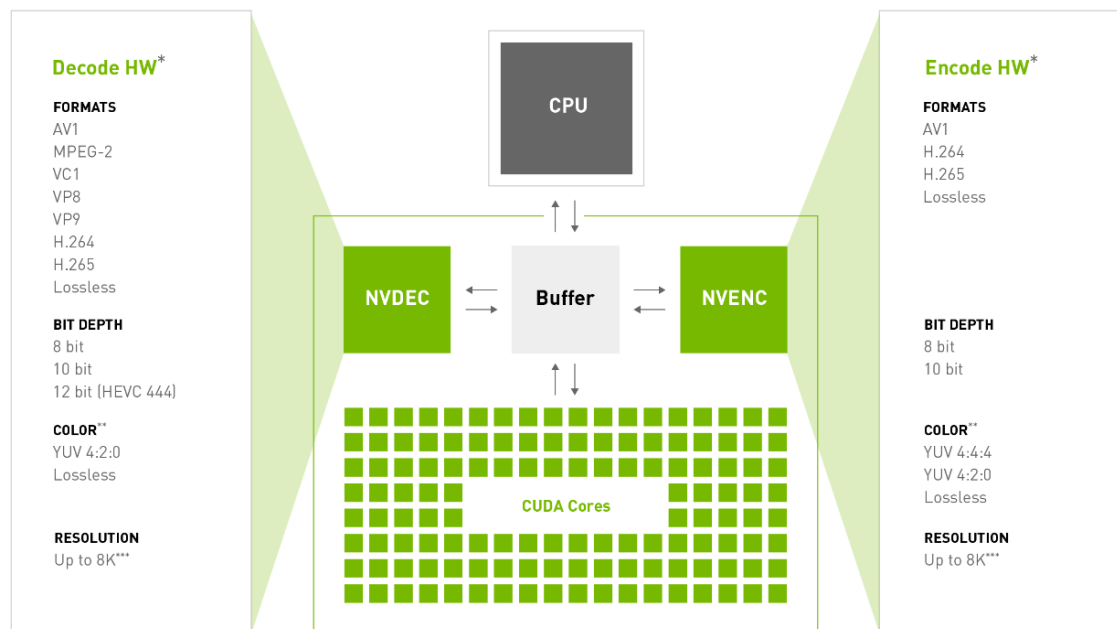 Decode HW*
FORMATS
AV1
MPEG-2
VC1
VP8
VP9
H.264
H.265
Lossless
BIT DEPTH
8 bit
10 bit
12 bit (HEVC 444)
COLOR**
YUV 4:2:0
Lossless
RESOLUTION
Up to 8K***
CPU
NVDEC
Buffer
NVENC
CUDA Cores
Encode HW*
FORMATS
AV1
H.264
H.265
Lossless
BIT DEPTH
8 bit
10 bit
COLOR**
YUV 4:4:4
YUV 4:2:0
Lossless
RESOLUTION
Up to 8K***